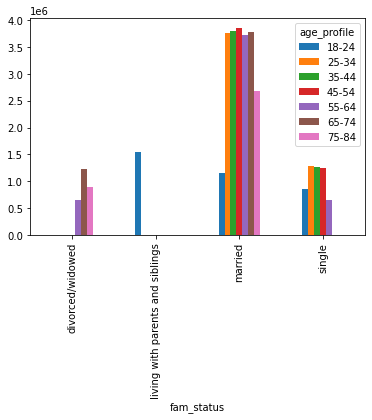 1e6
4.0
3.5
3.0
2.5
2.0
1.5
1.0
0.5
0.0
age_profile
18-24
25-34
35-44
45-54
55-64
65-74
75-84
divorced/widowed
living with parents and siblings
married
single
fam_status